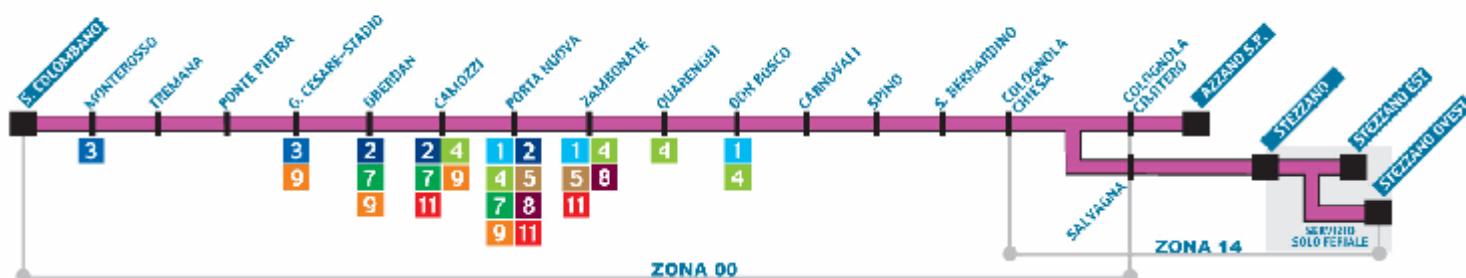 S. COLOMBANO
MONTEROSSO
TREMANA
PONTE PIETRA
G. CESARE-STADIO
UBERDAN
CAMOZZI
PORTA NUOVA
ZAMBONATE
QUARENGHI
DON BOSCO
CARNOVALI
SPINO
S. BERNARDINO
COLOGNOLA
CHIESA
COLOGNOLA
CIMITERO
AZZANO S.P.
STEZZANO
STEZZANO EST
STEZZANO OVEST
3
3
9
2
7
9
2 4
7 9
11
1 2
4 5
7 8
9 11
1 4
5 8
11
4
1
4
SALVAGNA
SERVIZIO
SOLO FERIALE
ZONA 14
ZONA 00